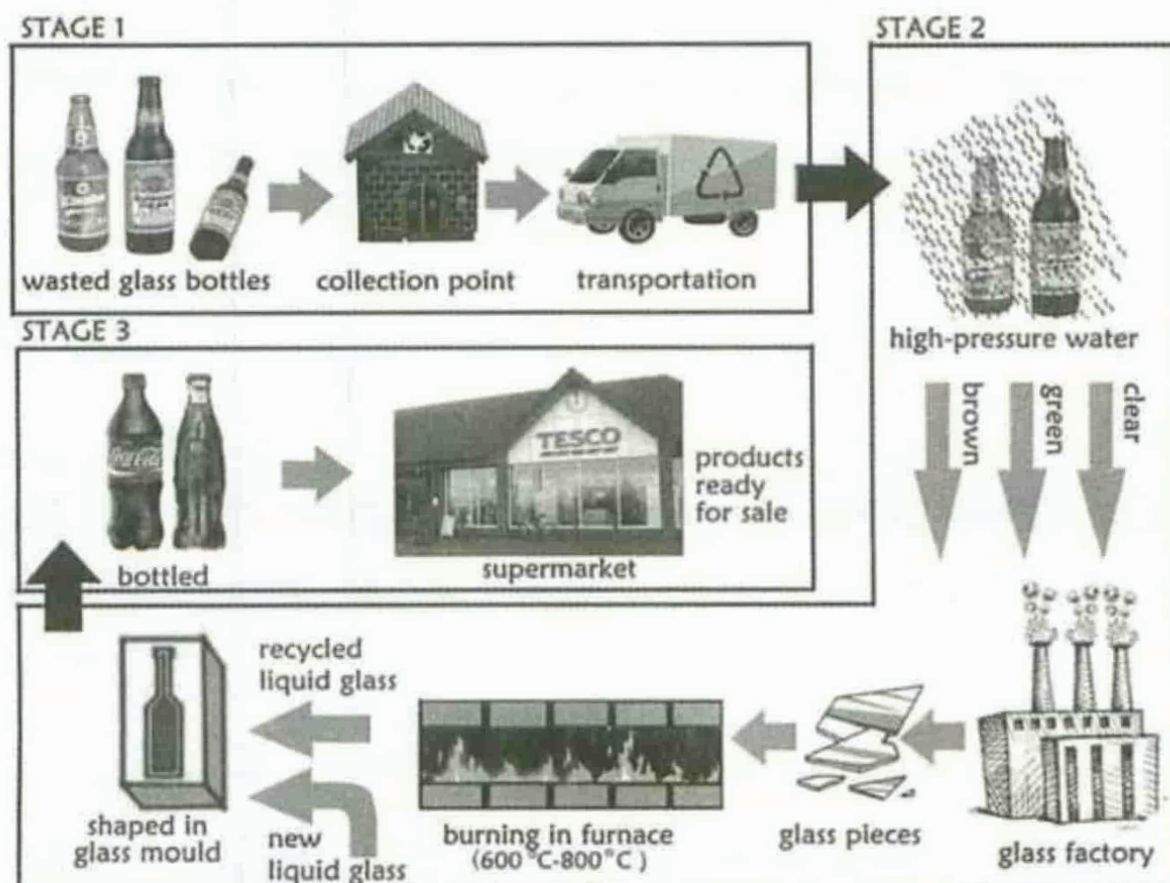 STAGE 1
wasted glass bottles
collection point
transportation
STAGE 2
high-pressure water
brown
green
clear
glass factory
glass pieces
burning in furnace
(600 °C-800°C )
recycled
liquid glass
new
liquid glass
shaped in
glass mould
STAGE 3
Coca-Cola
bottled
TESCO
supermarket
products
ready
for sale